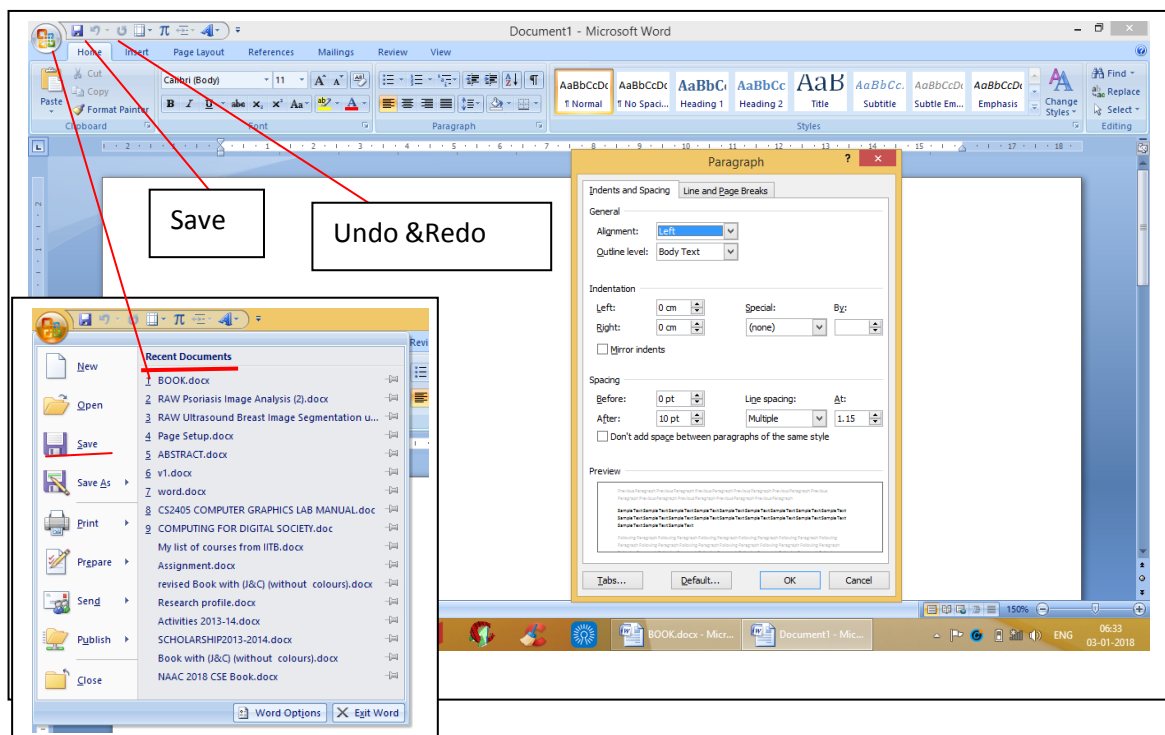 Document1 - Microsoft Word
Home Insert Page Layout References Mailings Review View
Cut
Copy
Paste
Format Painter
Clipboard
Calibri (Body) 11
Font
Paragraph
AaBbCcDc AaBbCcDc AaBbC AaBbCc AaB AaBbCc. AaBbCcDc AaBbCcDc
¶ Normal ¶ No Spaci... Heading 1 Heading 2 Title Subtitle Subtle Em... Emphasis
Change Styles
Styles
Find
Replace
Select
Editing
Save
Undo &Redo
Paragraph
Indents and Spacing Line and Page Breaks
General
Alignment: Left
Outline level: Body Text
Indentation
Left: 0 cm Special: By:
Right: 0 cm (none)
Mirror indents
Spacing
Before: 0 pt Line spacing: At:
After: 10 pt Multiple 1.15
Don't add space between paragraphs of the same style
Preview
Tabs... Default... OK Cancel
Recent Documents
New
Open
Save
Save As
Print
Prepare
Send
Publish
Close
1 BOOK.docx
2 RAW Psoriasis Image Analysis (2).docx
3 RAW Ultrasound Breast Image Segmentation u...
4 Page Setup.docx
5 ABSTRACT.docx
6 v1.docx
7 word.docx
8 CS2405 COMPUTER GRAPHICS LAB MANUAL.doc
9 COMPUTING FOR DIGITAL SOCIETY.doc
My list of courses from IITB.docx
Assignment.docx
revised Book with (J&C) (without colours).docx
Research profile.docx
Activities 2013-14.docx
SCHOLARSHIP2013-2014.docx
Book with (J&C) (without colours).docx
NAAC 2018 CSE Book.docx
Word Options Exit Word
150%
BOOK.docx - Micr... Document1 - Mic...
ENG
06:33
03-01-2018